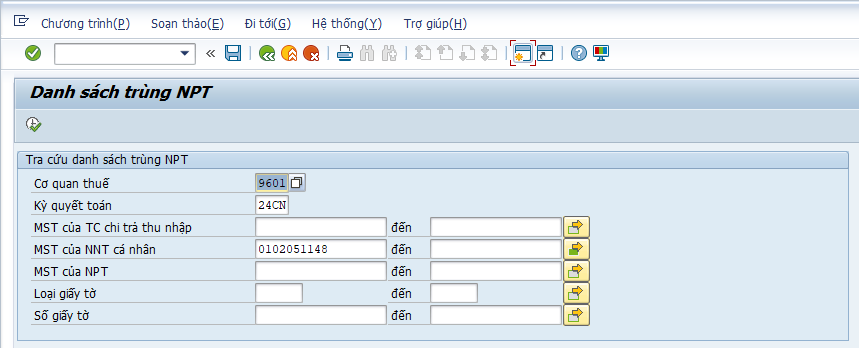 Chương trình(P) Soạn thảo(E) Đi tới(G) Hệ thống(Y) Trợ giúp(H)
Danh sách trùng NPT
Tra cứu danh sách trùng NPT
Cơ quan thuế 9601
Kỳ quyết toán 24CN
MST của TC chi trả thu nhập đến
MST của NNT cá nhân 0102051148 đến
MST của NPT đến
Loại giấy tờ đến
Số giấy tờ đến